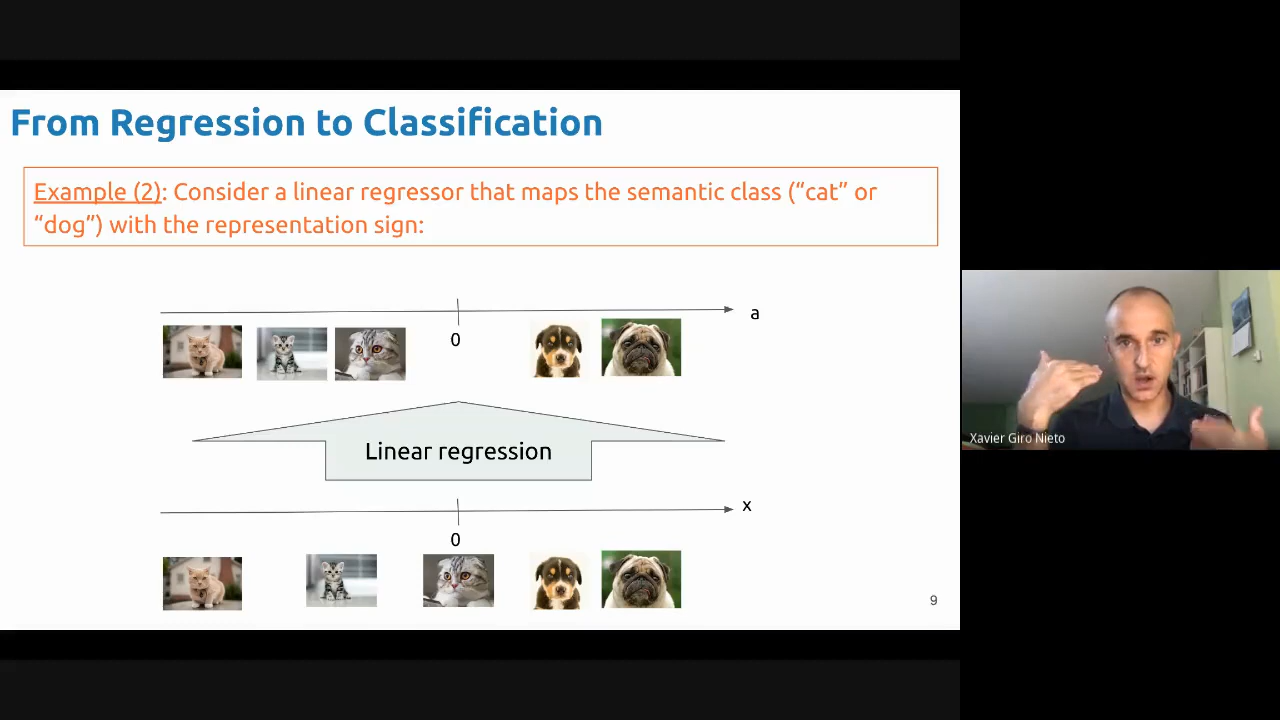 From Regression to Classification
Example (2): Consider a linear regressor that maps the semantic class (“cat” or
“dog”) with the representation sign:
a
0
Linear regression
x
0
9
Xavier Giro Nieto